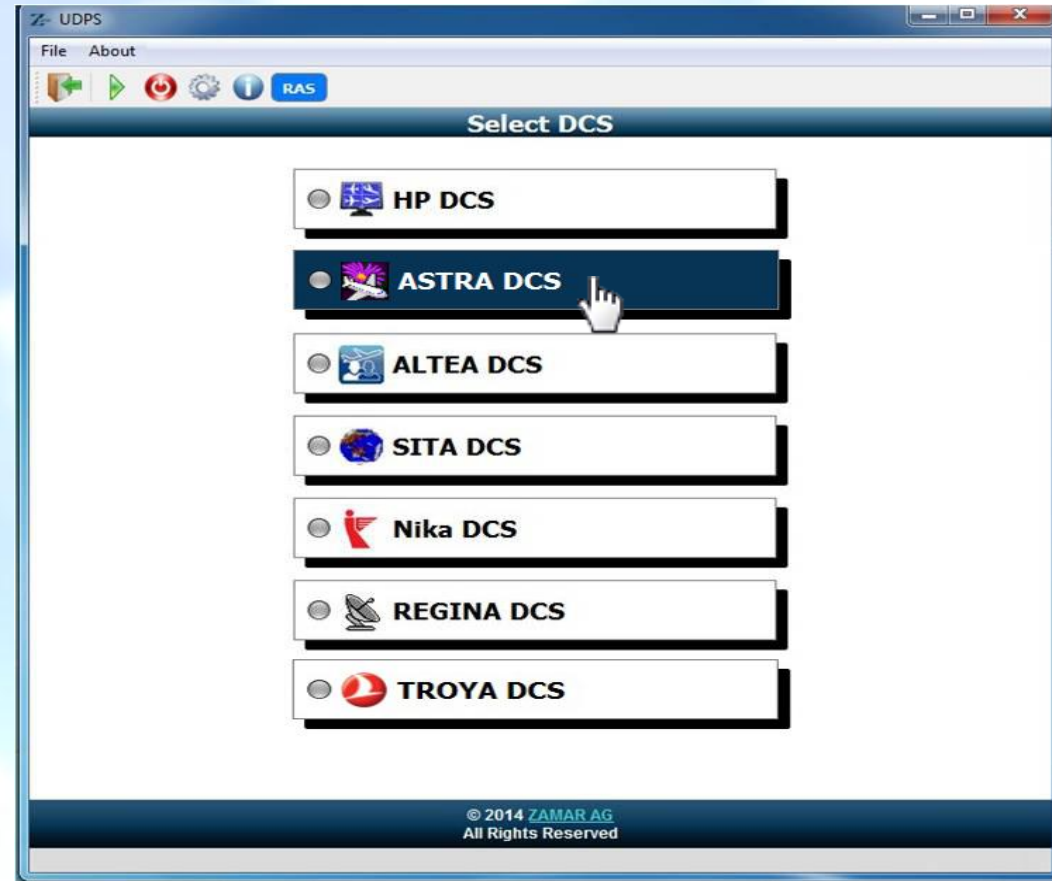 Z- UDPS
File About
RAS
Select DCS
HP DCS
ASTRA DCS
ALTEA DCS
SITA DCS
Nika DCS
REGINA DCS
TROYA DCS
© 2014 ZAMAR AG
All Rights Reserved